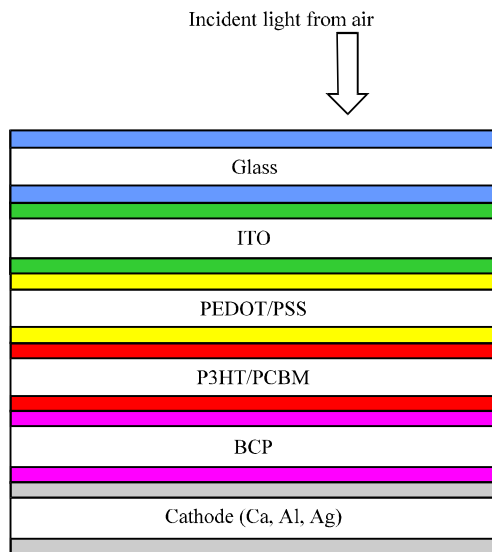 Incident light from air
Glass
ITO
PEDOT/PSS
P3HT/PCBM
BCP
Cathode (Ca, Al, Ag)